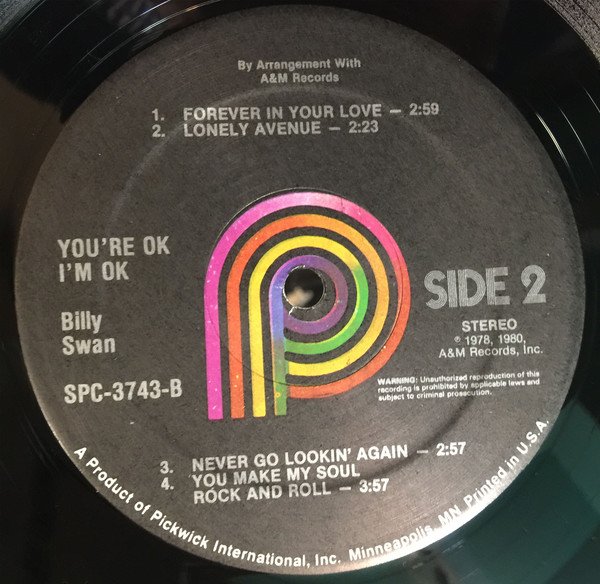 By Arrangement With
A&M Records
1. FOREVER IN YOUR LOVE — 2:59
2. LONELY AVENUE — 2:23
YOU'RE OK
I'M OK
Billy
Swan
SPC-3743-B
SIDE 2
STEREO
℗ 1978, 1980,
A&M Records, Inc.
WARNING: Unauthorized reproduction of this
recording is prohibited by applicable laws and
subject to criminal prosecution.
3. NEVER GO LOOKIN' AGAIN — 2:57
4. YOU MAKE MY SOUL
ROCK AND ROLL — 3:57
A Product of Pickwick International, Inc. Minneapolis, MN Printed in U.S.A.